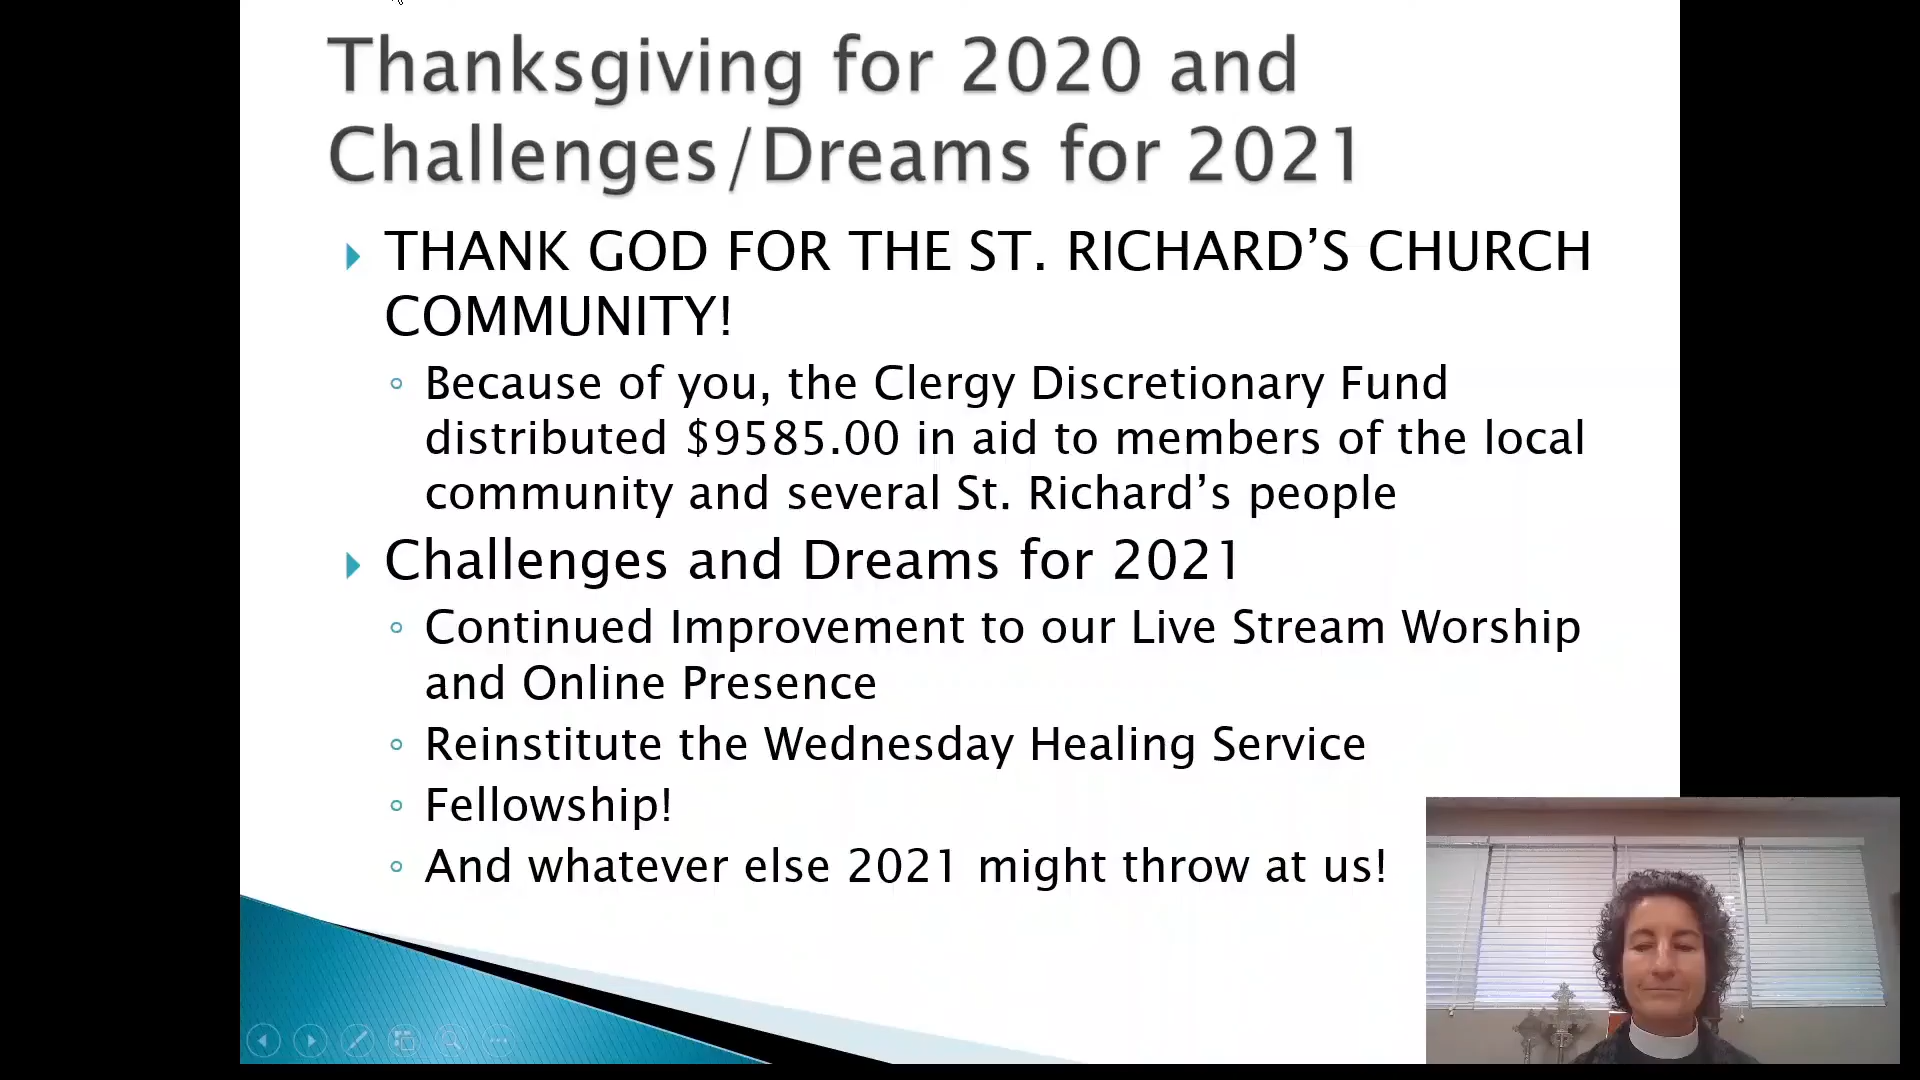 Thanksgiving for 2020 and
Challenges/Dreams for 2021
THANK GOD FOR THE ST. RICHARD’S CHURCH
COMMUNITY!
Because of you, the Clergy Discretionary Fund
distributed $9585.00 in aid to members of the local
community and several St. Richard’s people
Challenges and Dreams for 2021
Continued Improvement to our Live Stream Worship
and Online Presence
Reinstitute the Wednesday Healing Service
Fellowship!
And whatever else 2021 might throw at us!